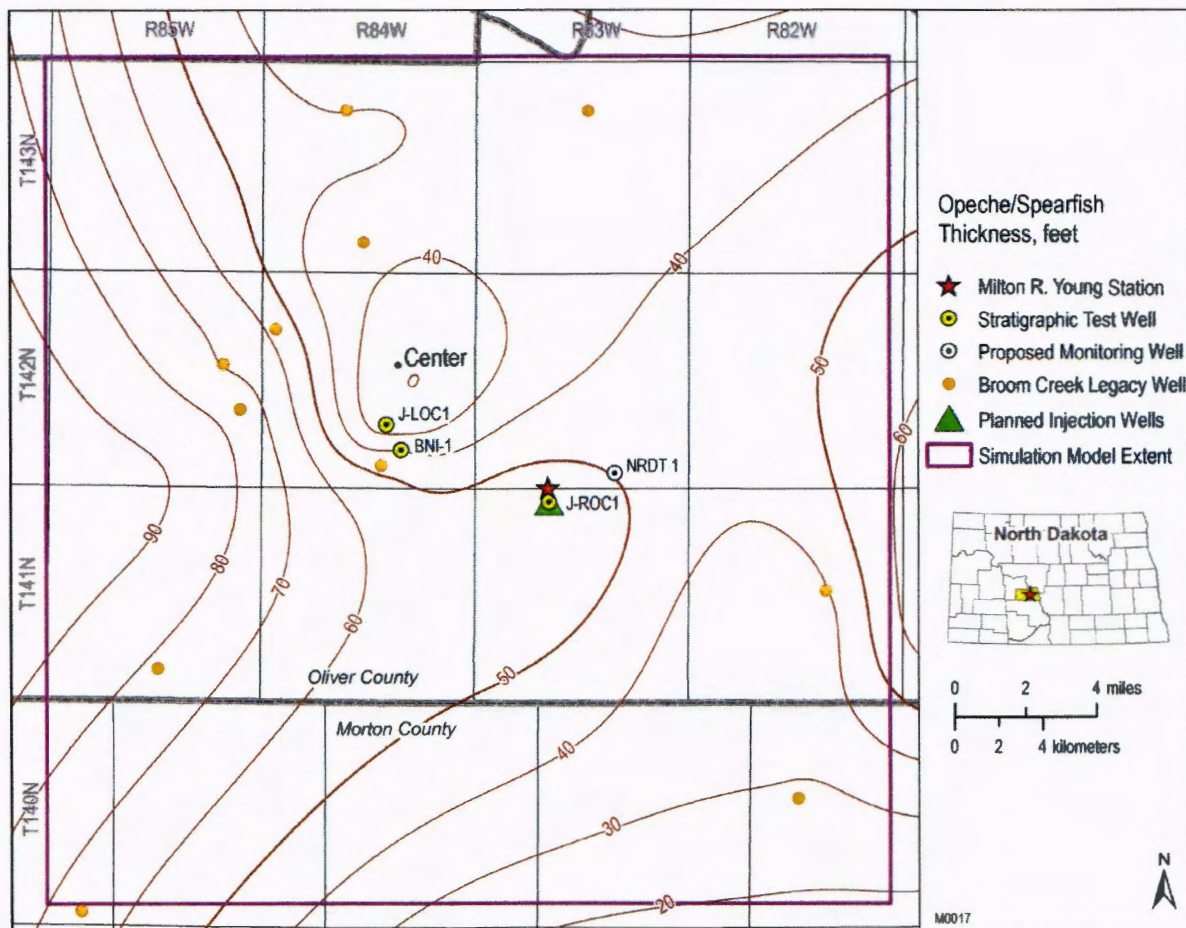 R85W
R84W
R83W
R82W
T143N
T142N
T141N
T140N
40
40
50
60
Center
J-LOC1
BNI-1
NRDT 1
J-ROC1
90
80
70
60
50
40
30
20
Oliver County
Morton County
Opeche/Spearfish
Thickness, feet
Milton R. Young Station
Stratigraphic Test Well
Proposed Monitoring Well
Broom Creek Legacy Well
Planned Injection Wells
Simulation Model Extent
North Dakota
0 2 4 miles
0 2 4 kilometers
N
M0017